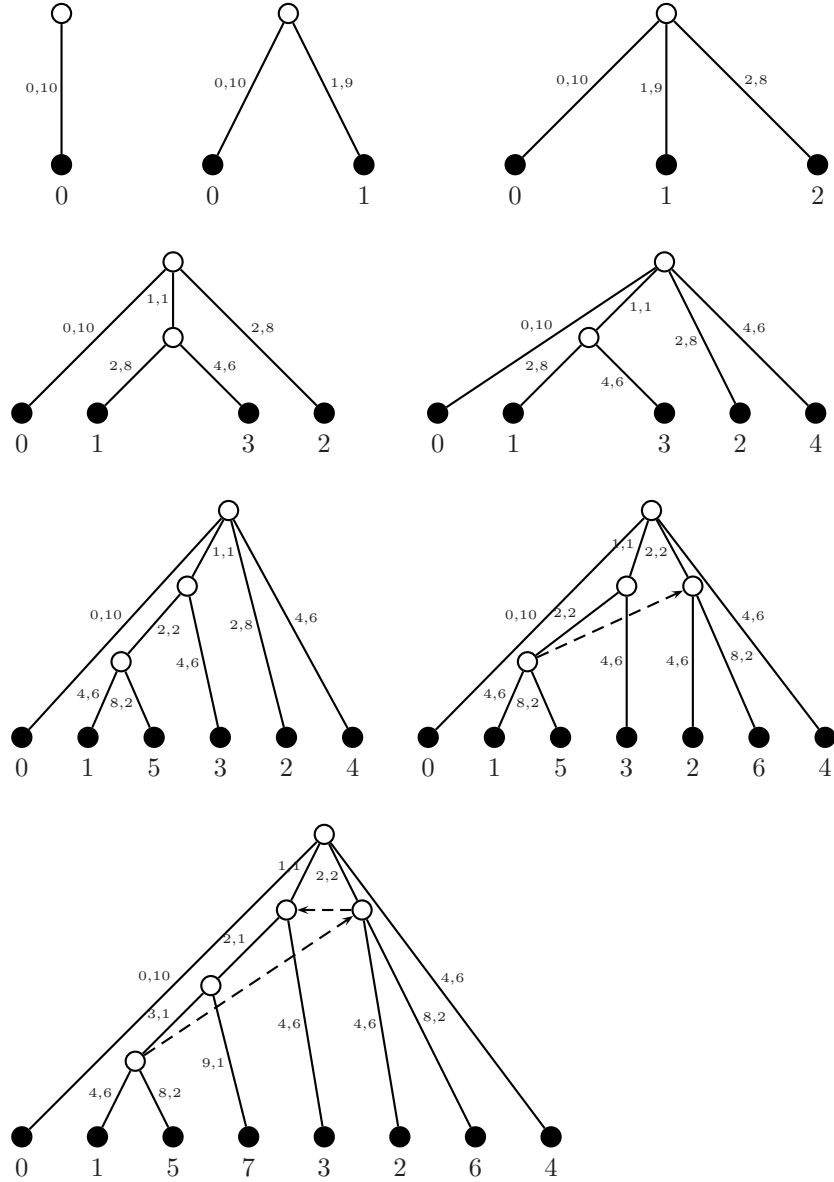 0,10 0,10 1,9 0,10 1,9 2,8
0 0 1 0 1 2
1,1 1,1
0,10 2,8 0,10 4,6
2,8 4,6 2,8 4,6 2,8
0 1 3 2 0 1 3 2 4
1,1 1,1 2,2
0,10 2,2 2,8 4,6 0,10 2,2 4,6
4,6 8,2 4,6 4,6 8,2 4,6 4,6 8,2
0 1 5 3 2 4 0 1 5 3 2 6 4
1,1 2,2
2,1
0,10 4,6
3,1 4,6 4,6 8,2
9,1
4,6 8,2
0 1 5 7 3 2 6 4